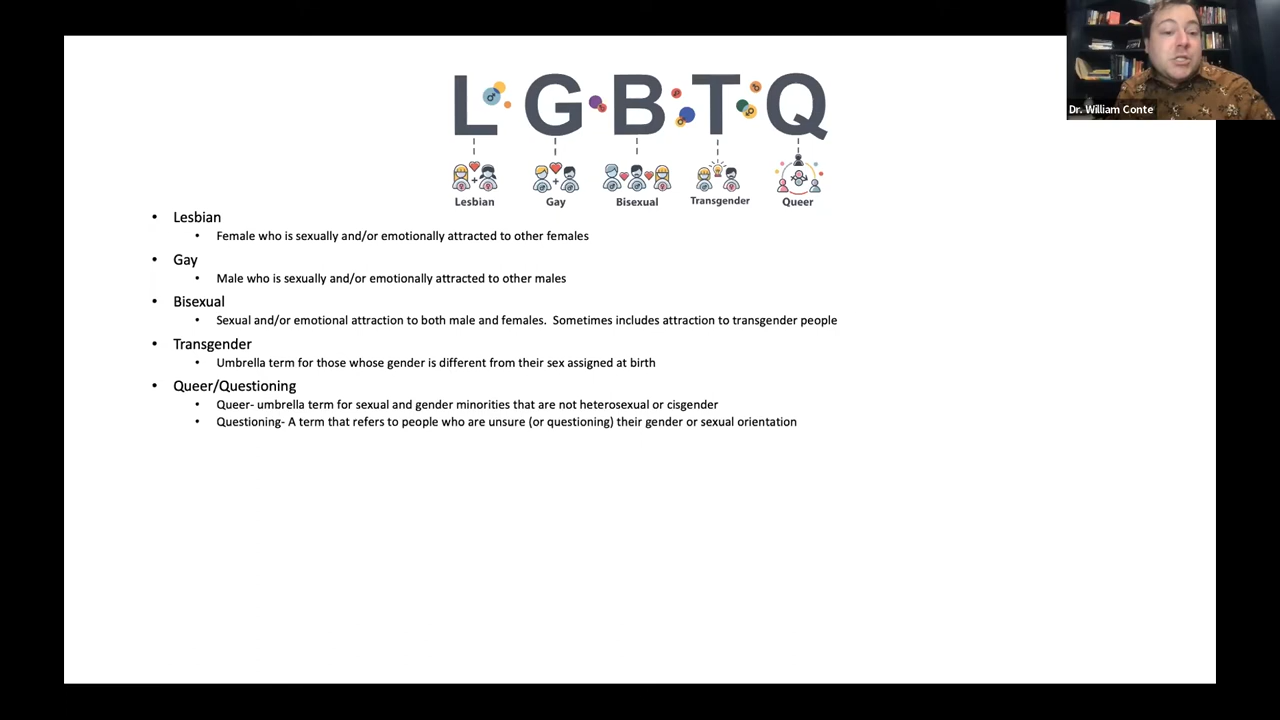 LGBTQ
Dr. William Conte
Lesbian
Gay
Bisexual
Transgender
Queer
• Lesbian
• Female who is sexually and/or emotionally attracted to other females
• Gay
• Male who is sexually and/or emotionally attracted to other males
• Bisexual
• Sexual and/or emotional attraction to both male and females.  Sometimes includes attraction to transgender people
• Transgender
• Umbrella term for those whose gender is different from their sex assigned at birth
• Queer/Questioning
• Queer- umbrella term for sexual and gender minorities that are not heterosexual or cisgender
• Questioning- A term that refers to people who are unsure (or questioning) their gender or sexual orientation